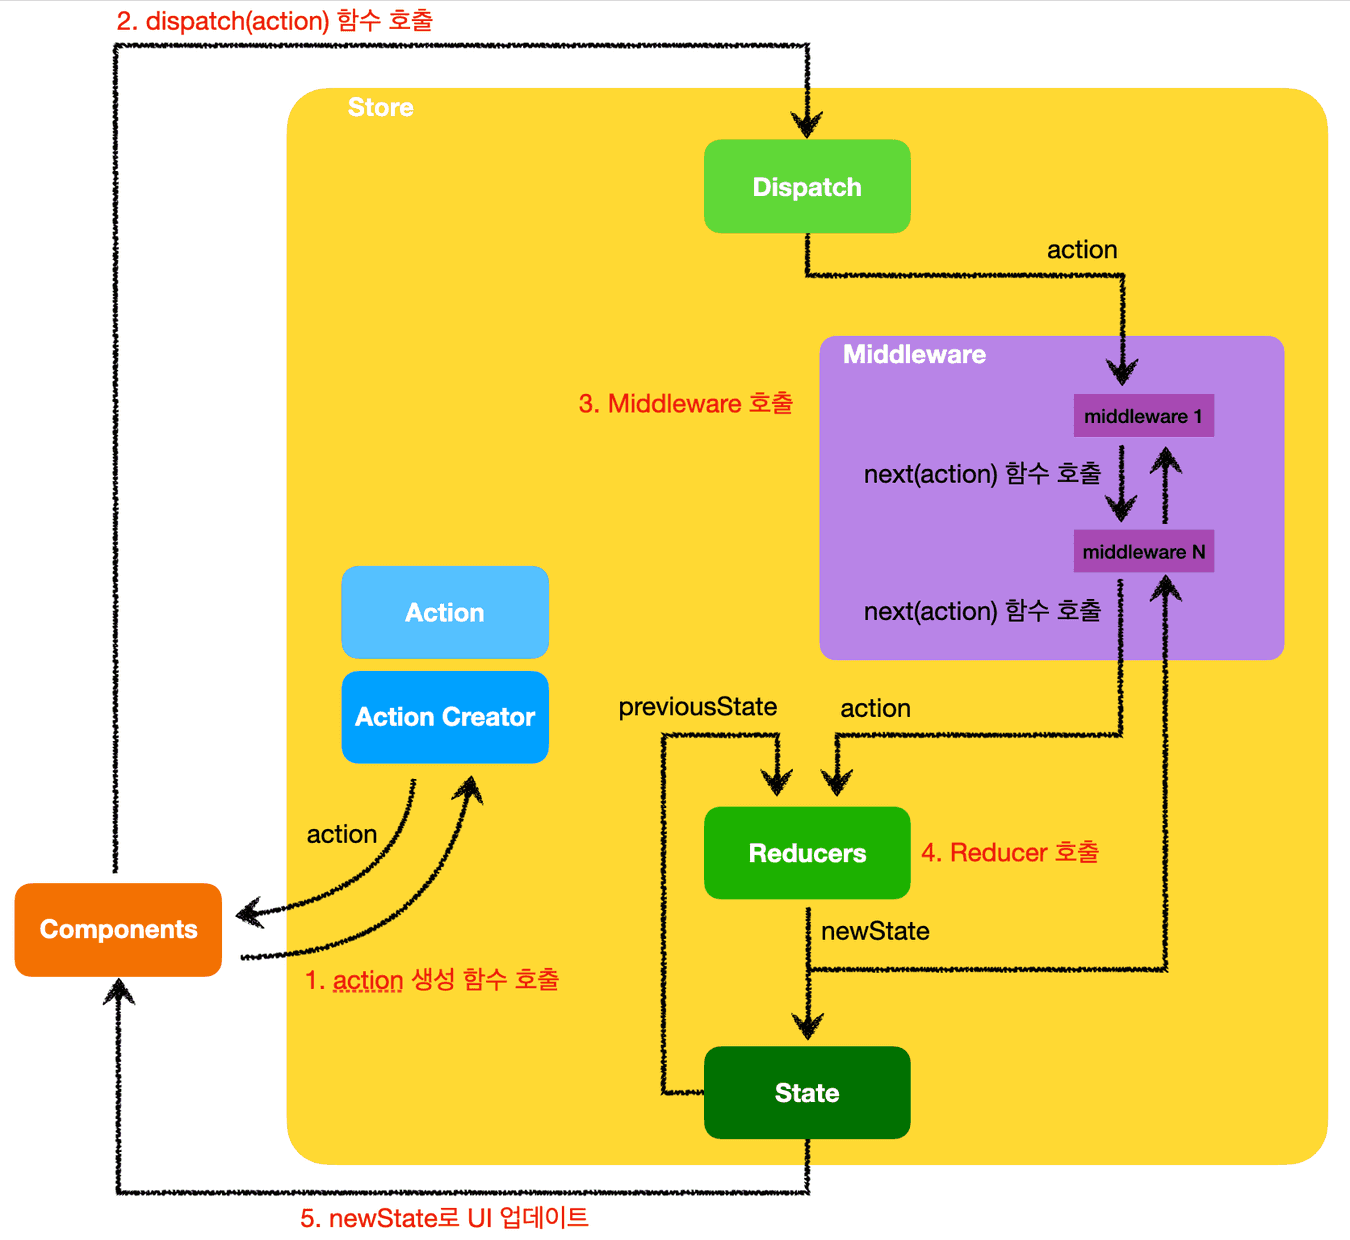 2. dispatch(action) 함수 호출
Store
Dispatch
action
Middleware
3. Middleware 호출
middleware 1
next(action) 함수 호출
middleware N
next(action) 함수 호출
Action
Action Creator
previousState
action
action
Reducers
4. Reducer 호출
Components
newState
1. action 생성 함수 호출
State
5. newState로 UI 업데이트